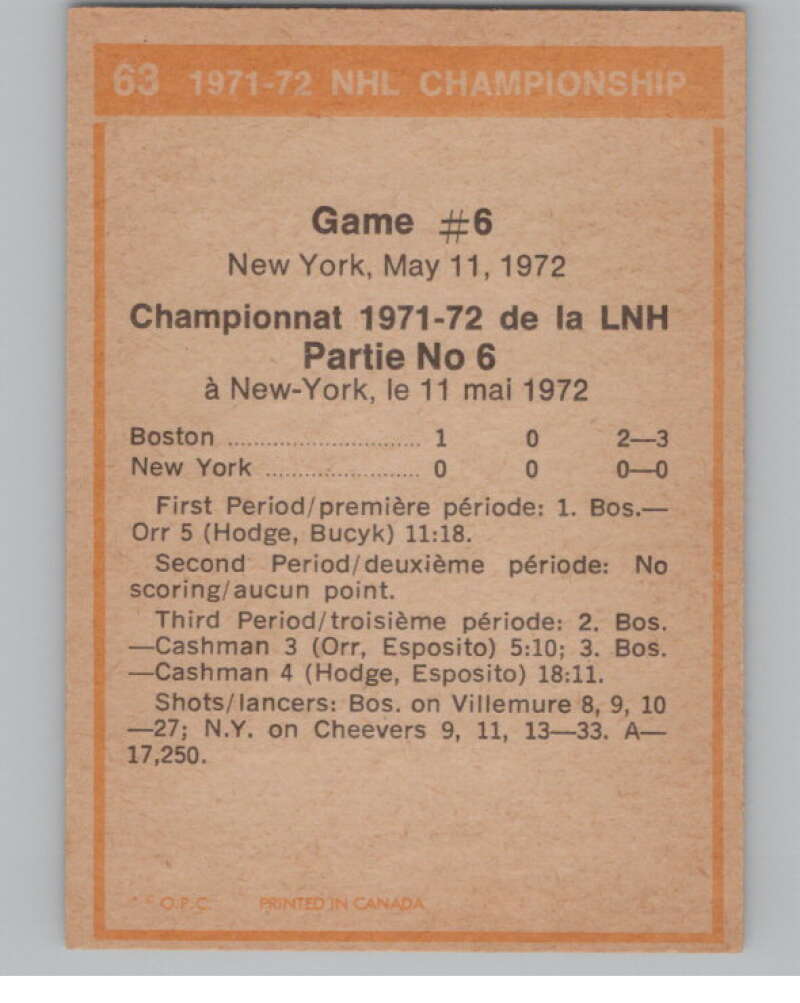 63 1971-72 NHL CHAMPIONSHIP
Game #6
New York, May 11, 1972
Championnat 1971-72 de la LNH
Partie No 6
à New-York, le 11 mai 1972
Boston ............................. 1 0 2—3
New York ....................... 0 0 0—0
First Period/première période: 1. Bos.—
Orr 5 (Hodge, Bucyk) 11:18.
Second Period/deuxième période: No
scoring/aucun point.
Third Period/troisième période: 2. Bos.
—Cashman 3 (Orr, Esposito) 5:10; 3. Bos.
—Cashman 4 (Hodge, Esposito) 18:11.
Shots/lancers: Bos. on Villemure 8, 9, 10
—27; N.Y. on Cheevers 9, 11, 13—33. A—
17,250.
O.P.C. PRINTED IN CANADA